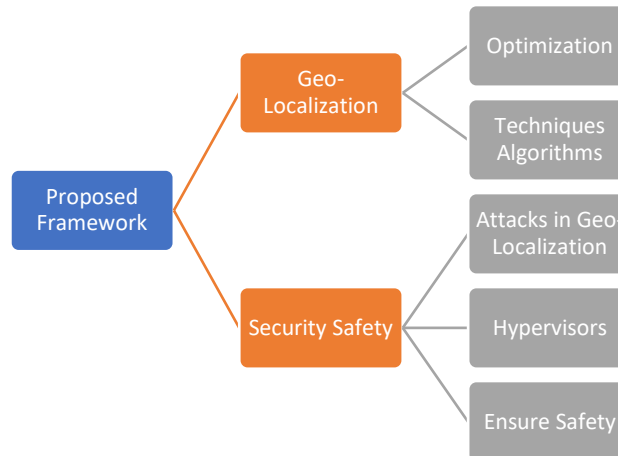 Proposed
Framework
Geo-
Localization
Optimization
Techniques
Algorithms
Security Safety
Attacks in Geo-
Localization
Hypervisors
Ensure Safety